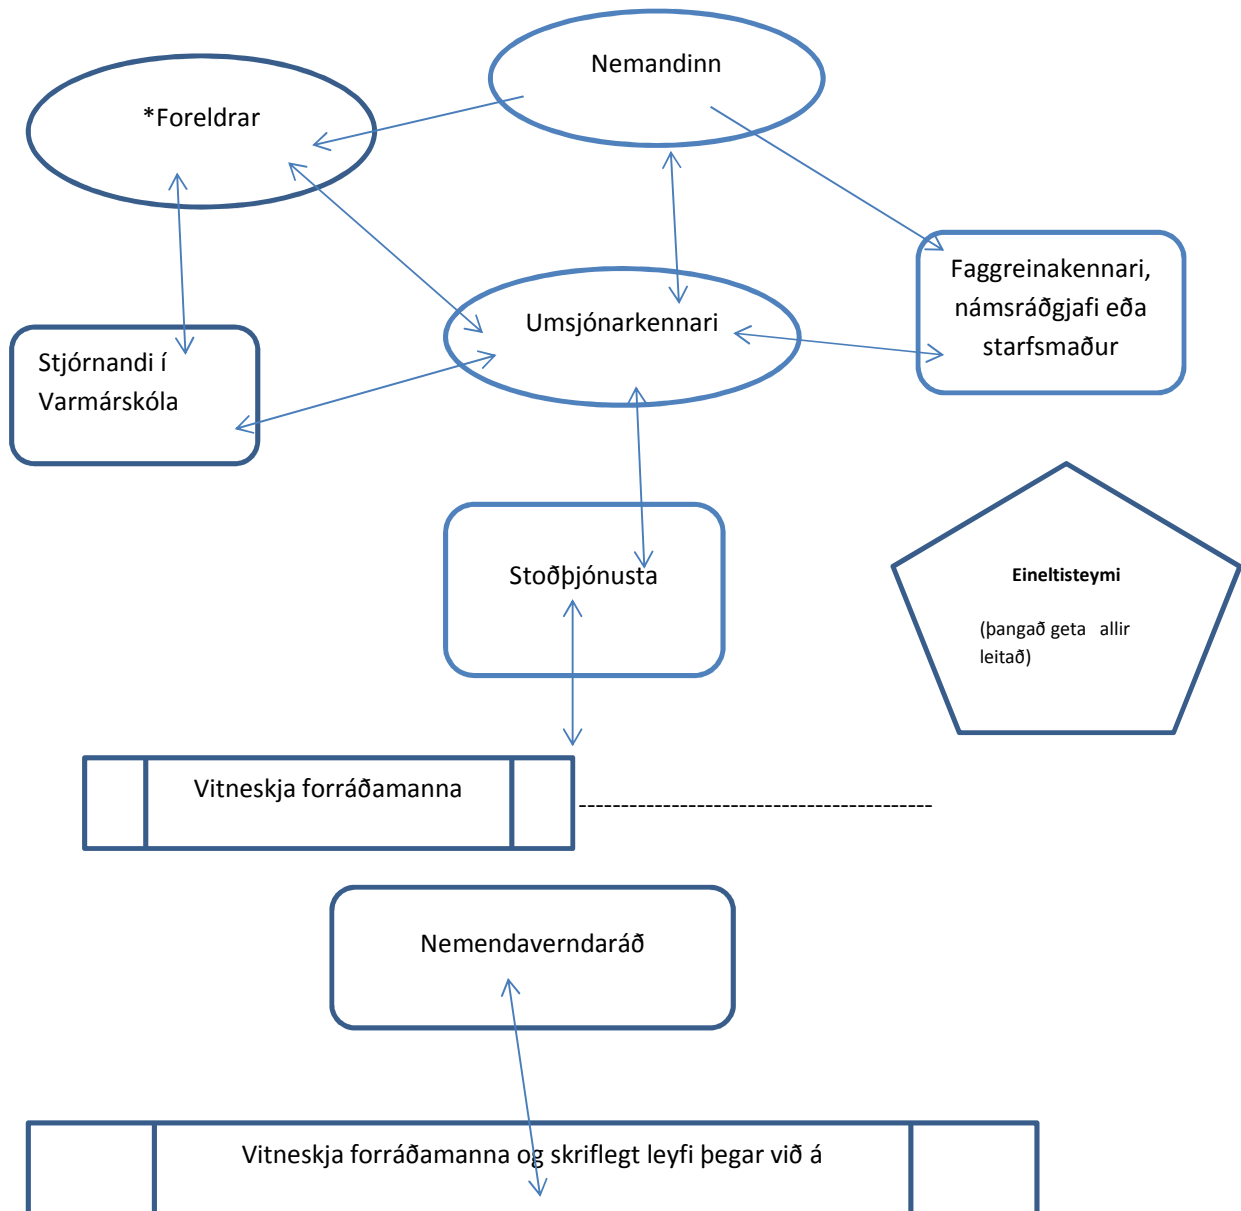 Nemandinn
*Foreldrar
Faggreinakennari,
námsráðgjafi eða
starfsmaður
Umsjónarkennari
Stjórnandi í
Varmárskóla
Stoðþjónusta
Eineltisteymi
(þangað geta allir
leitað)
Vitneskja forráðamanna
------------------------------------------
Nemendaverndaráð
Vitneskja forráðamanna og skriflegt leyfi þegar við á